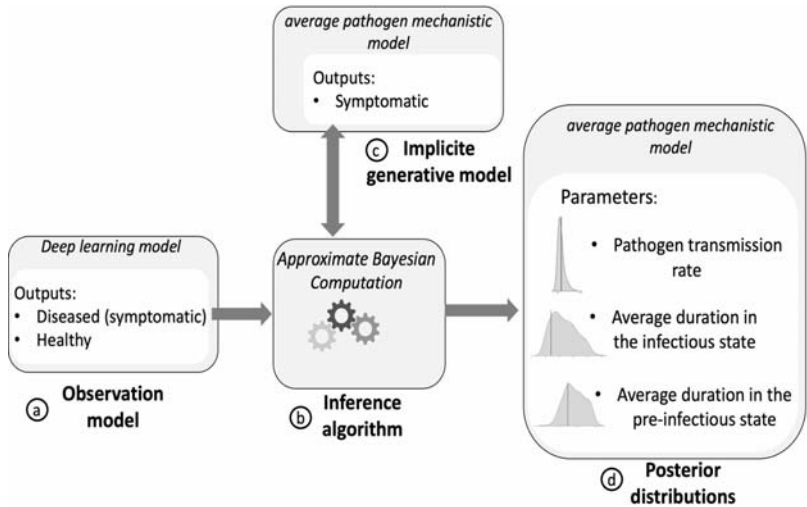 average pathogen mechanistic
model
Outputs:
• Symptomatic
c Implicite
generative model
Deep learning model
Outputs:
• Diseased (symptomatic)
• Healthy
a Observation
model
Approximate Bayesian
Computation
b Inference
algorithm
average pathogen mechanistic
model
Parameters:
• Pathogen transmission
rate
• Average duration in
the infectious state
• Average duration in the
pre-infectious state
d Posterior
distributions